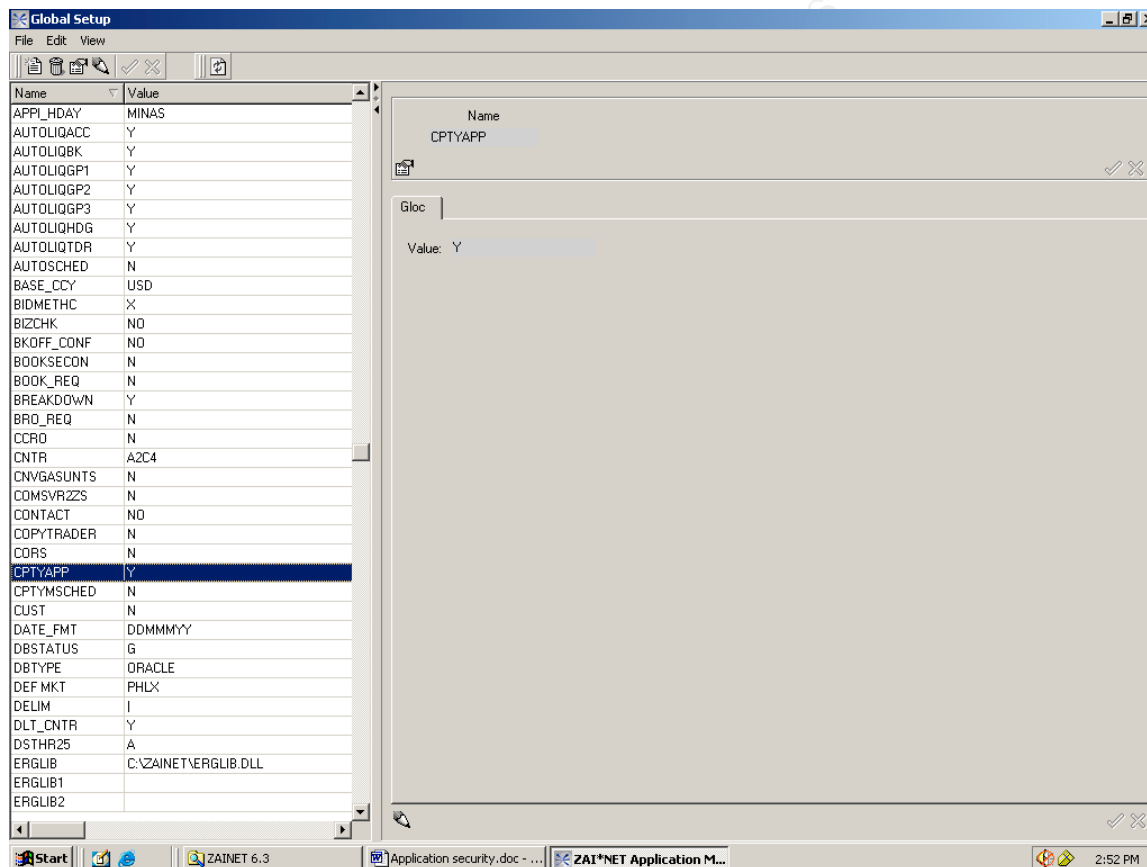 Global Setup
File Edit View
Name Value
APPI_HDAY MINAS
AUTOLIQACC Y
AUTOLIQBK Y
AUTOLIQGP1 Y
AUTOLIQGP2 Y
AUTOLIQGP3 Y
AUTOLIQHDG Y
AUTOLIQTDR Y
AUTOSCHED N
BASE_CCY USD
BIDMETHC X
BIZCHK NO
BKOFF_CONF NO
BOOKSECON N
BOOK_REQ N
BREAKDOWN Y
BRO_REQ N
CCRO N
CNTR A2C4
CNVGASUNTS N
COMSVR2ZS N
CONTACT NO
COPYTRADER N
CORS N
CPTYAPP Y
CPTYMSCHED N
CUST N
DATE_FMT DDMMMYY
DBSTATUS G
DBTYPE ORACLE
DEF MKT PHLX
DELIM |
DLT_CNTR Y
DSTHR25 A
ERGLIB C:\ZAINET\ERGLIB.DLL
ERGLIB1
ERGLIB2
Name
CPTYAPP
Gloc
Value: Y
Start ZAINET 6.3 Application security.doc - ... ZAI*NET Application M... 2:52 PM